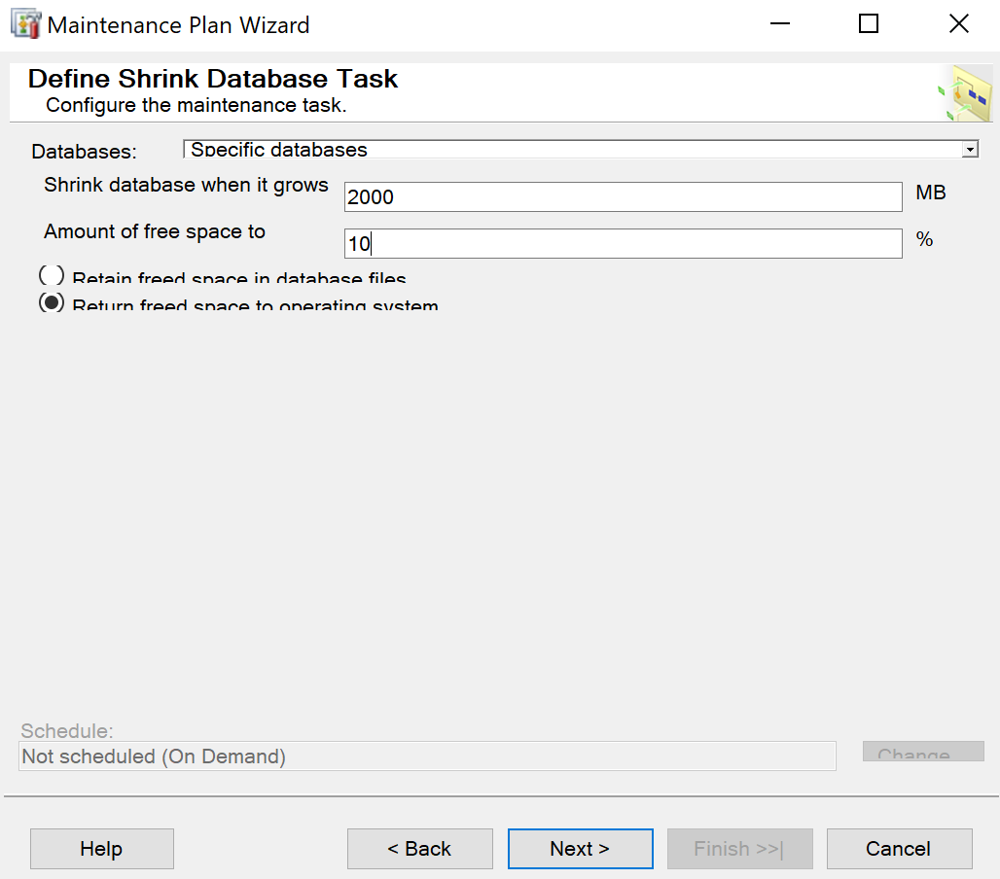 Maintenance Plan Wizard
Define Shrink Database Task
Configure the maintenance task.
Databases: Specific databases
Shrink database when it grows 2000 MB
Amount of free space to 10 %
Retain freed space in database files
Return freed space to operating system
Schedule:
Not scheduled (On Demand) Change
Help < Back Next > Finish >>| Cancel